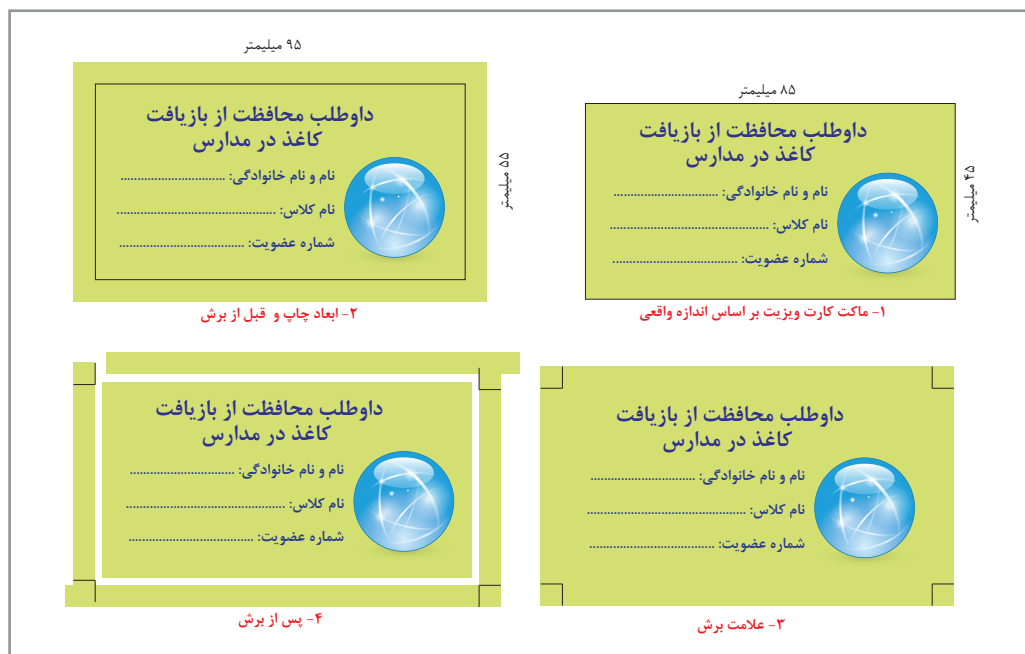 ۸۵ میلیمتر
داوطلب محافظت از بازیافت
کاغذ در مدارس
نام و نام خانوادگی: ...............................
نام کلاس: ...............................................
شماره عضویت: .....................................
۴۵ میلیمتر
۱- ماکت کارت ویزیت بر اساس اندازه واقعی
۹۵ میلیمتر
داوطلب محافظت از بازیافت
کاغذ در مدارس
نام و نام خانوادگی: ...............................
نام کلاس: ...............................................
شماره عضویت: .....................................
۵۵ میلیمتر
۲- ابعاد چاپ و قبل از برش
داوطلب محافظت از بازیافت
کاغذ در مدارس
نام و نام خانوادگی: ...............................
نام کلاس: ...............................................
شماره عضویت: .....................................
۳- علامت برش
داوطلب محافظت از بازیافت
کاغذ در مدارس
نام و نام خانوادگی: ...............................
نام کلاس: ...............................................
شماره عضویت: .....................................
۴- پس از برش